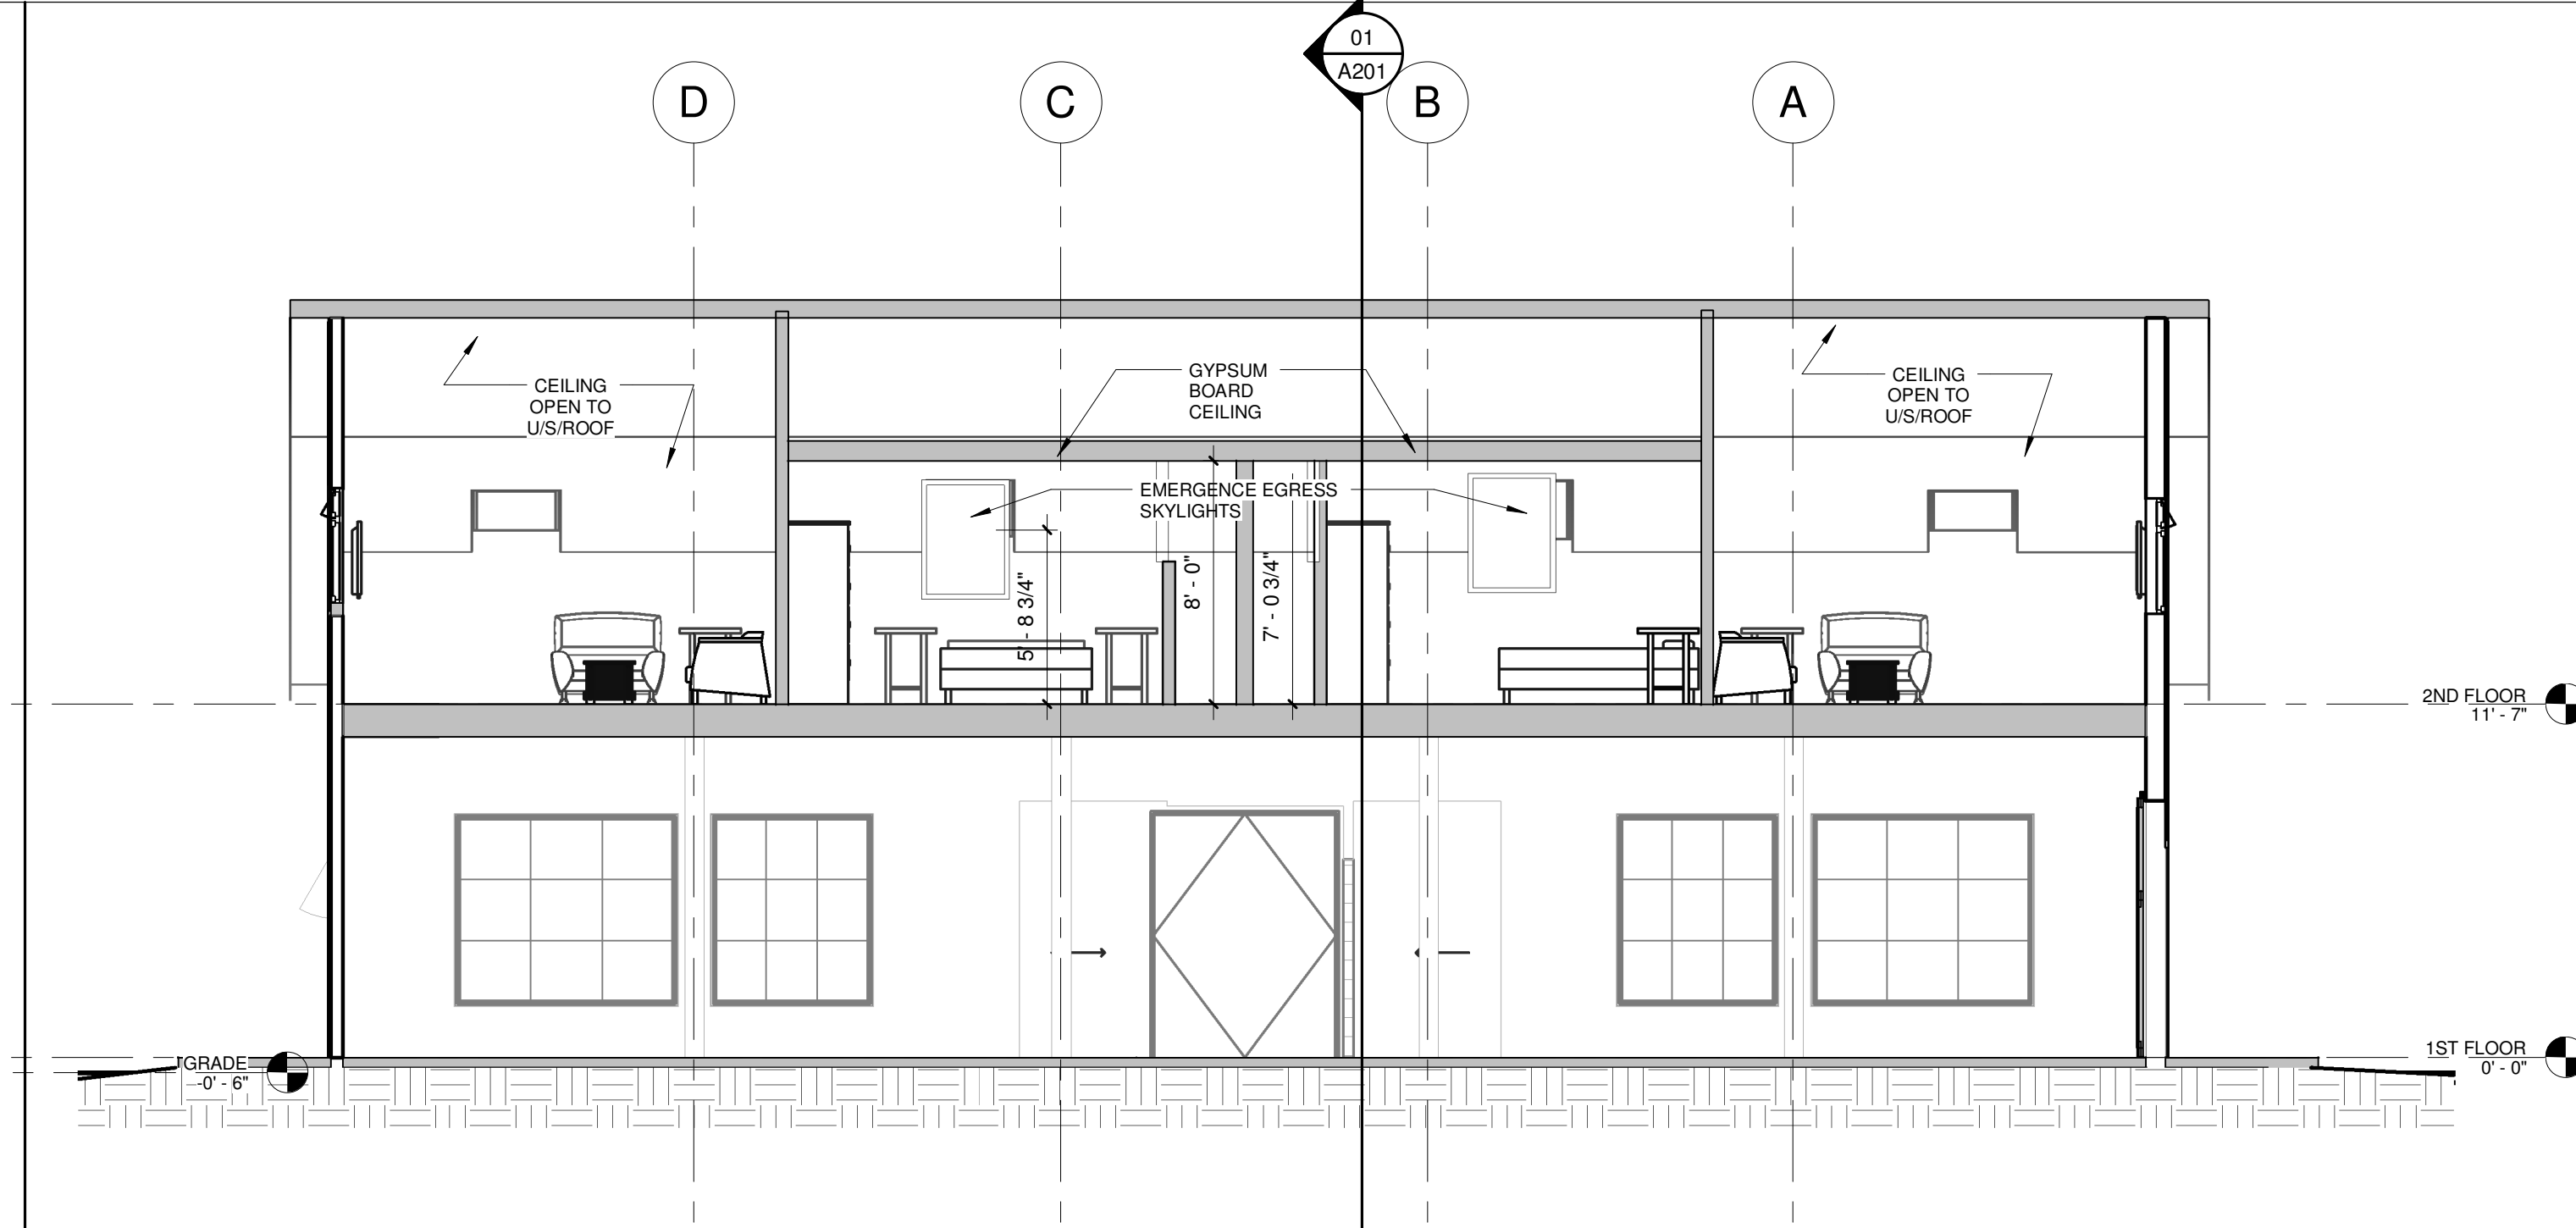 01
A201
D
C
B
A
CEILING
OPEN TO
U/S/ROOF
GYPSUM
BOARD
CEILING
CEILING
OPEN TO
U/S/ROOF
EMERGENCE EGRESS
SKYLIGHTS
5' - 8 3/4"
8' - 0"
7' - 0 3/4"
2ND FLOOR
11' - 7"
GRADE
-0' - 6"
1ST FLOOR
0' - 0"